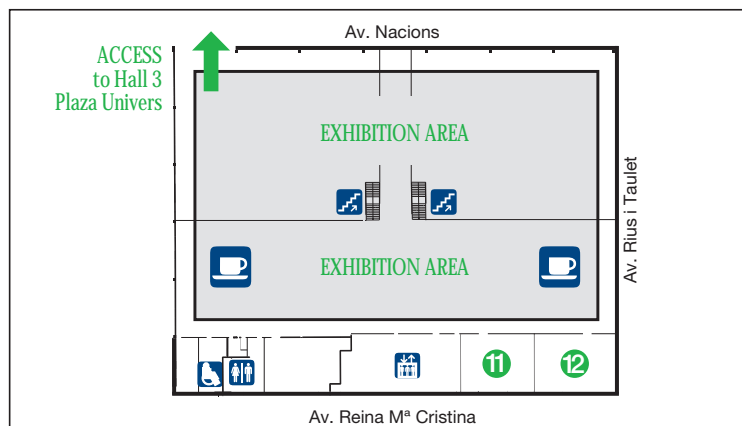 Av. Nacions
ACCESS
to Hall 3
Plaza Univers
EXHIBITION AREA
Av. Rius i Taulet
EXHIBITION AREA
11
12
Av. Reina Mª Cristina